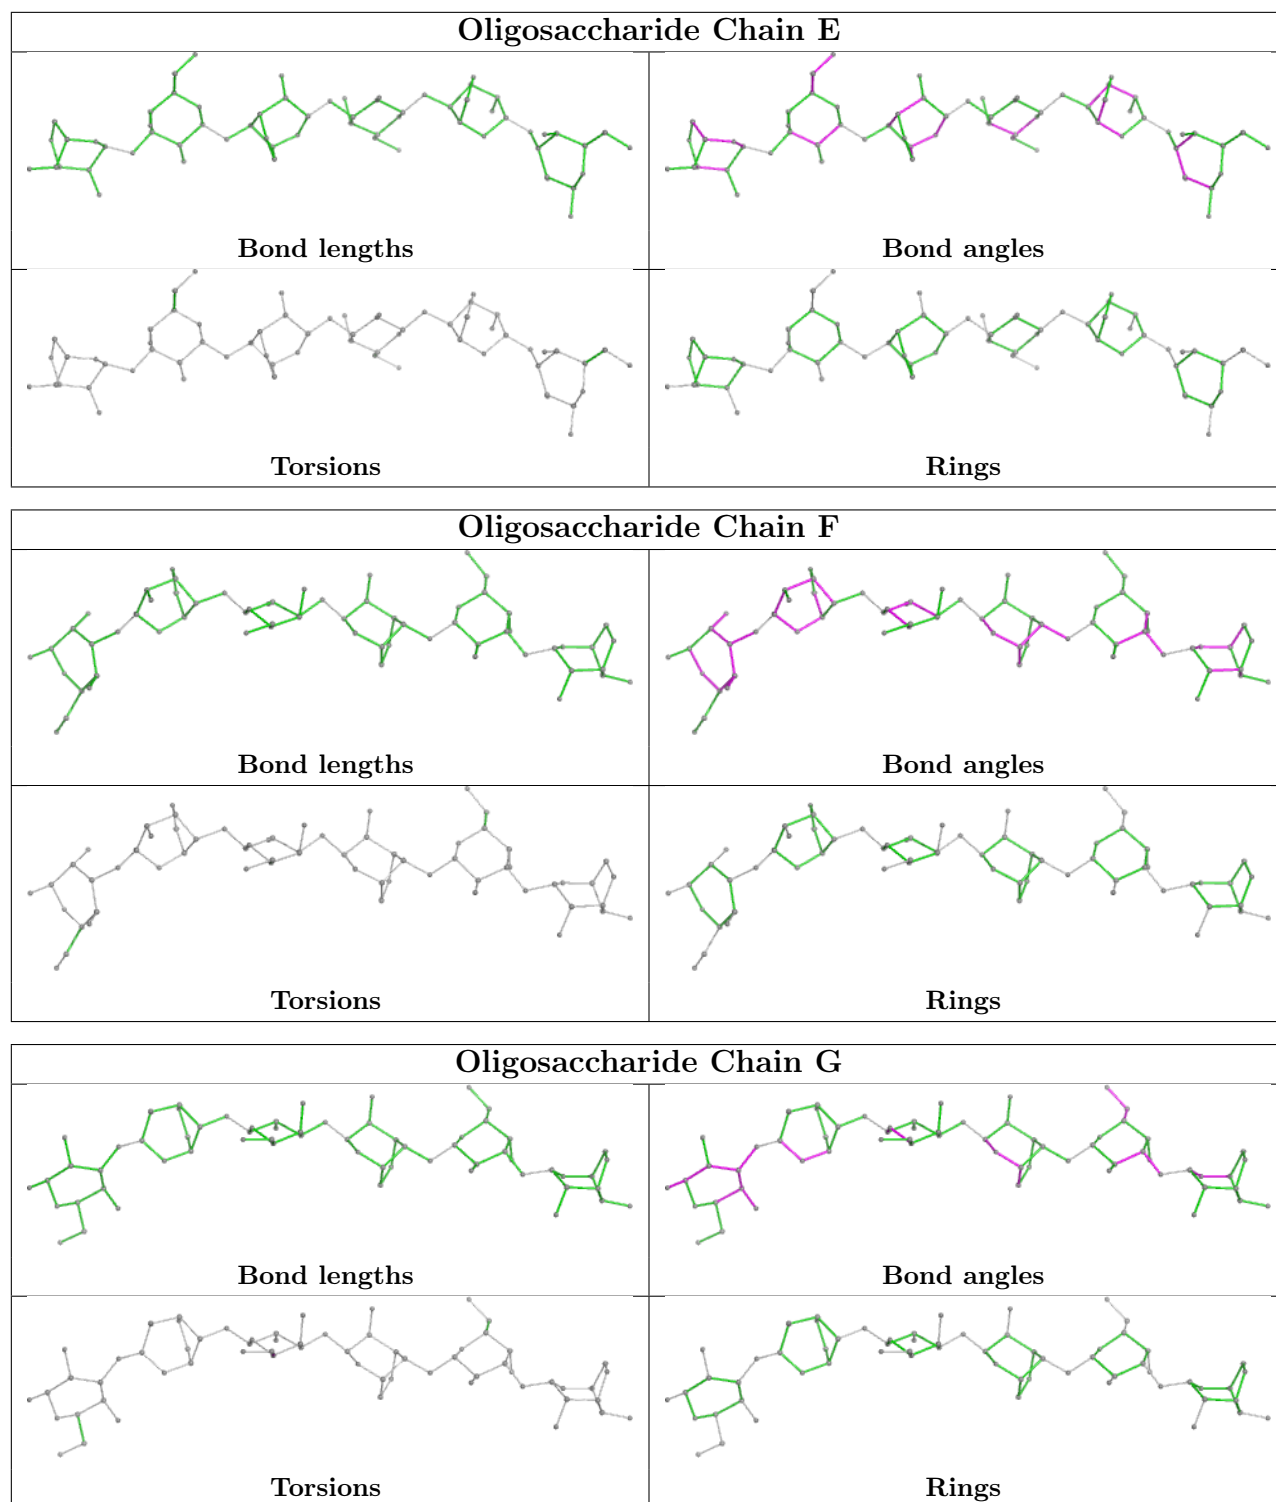 Oligosaccharide Chain E
Bond lengths
Bond angles
Torsions
Rings
Oligosaccharide Chain F
Bond lengths
Bond angles
Torsions
Rings
Oligosaccharide Chain G
Bond lengths
Bond angles
Torsions
Rings